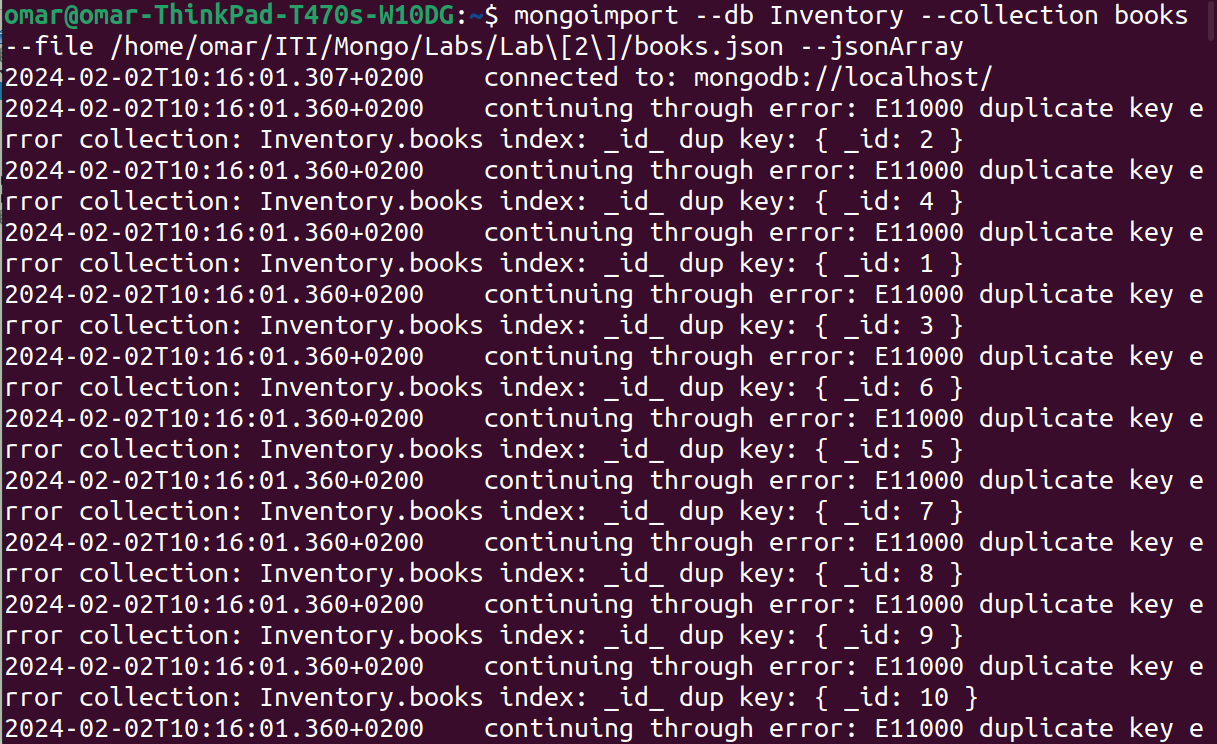 omar@omar-ThinkPad-T470s-W10DG:~$ mongoimport --db Inventory --collection books
--file /home/omar/ITI/Mongo/Labs/Lab\[2\]/books.json --jsonArray
2024-02-02T10:16:01.307+0200    connected to: mongodb://localhost/
2024-02-02T10:16:01.360+0200    continuing through error: E11000 duplicate key e
rror collection: Inventory.books index: _id_ dup key: { _id: 2 }
2024-02-02T10:16:01.360+0200    continuing through error: E11000 duplicate key e
rror collection: Inventory.books index: _id_ dup key: { _id: 4 }
2024-02-02T10:16:01.360+0200    continuing through error: E11000 duplicate key e
rror collection: Inventory.books index: _id_ dup key: { _id: 1 }
2024-02-02T10:16:01.360+0200    continuing through error: E11000 duplicate key e
rror collection: Inventory.books index: _id_ dup key: { _id: 3 }
2024-02-02T10:16:01.360+0200    continuing through error: E11000 duplicate key e
rror collection: Inventory.books index: _id_ dup key: { _id: 6 }
2024-02-02T10:16:01.360+0200    continuing through error: E11000 duplicate key e
rror collection: Inventory.books index: _id_ dup key: { _id: 5 }
2024-02-02T10:16:01.360+0200    continuing through error: E11000 duplicate key e
rror collection: Inventory.books index: _id_ dup key: { _id: 7 }
2024-02-02T10:16:01.360+0200    continuing through error: E11000 duplicate key e
rror collection: Inventory.books index: _id_ dup key: { _id: 8 }
2024-02-02T10:16:01.360+0200    continuing through error: E11000 duplicate key e
rror collection: Inventory.books index: _id_ dup key: { _id: 9 }
2024-02-02T10:16:01.360+0200    continuing through error: E11000 duplicate key e
rror collection: Inventory.books index: _id_ dup key: { _id: 10 }
2024-02-02T10:16:01.360+0200    continuing through error: E11000 duplicate key e